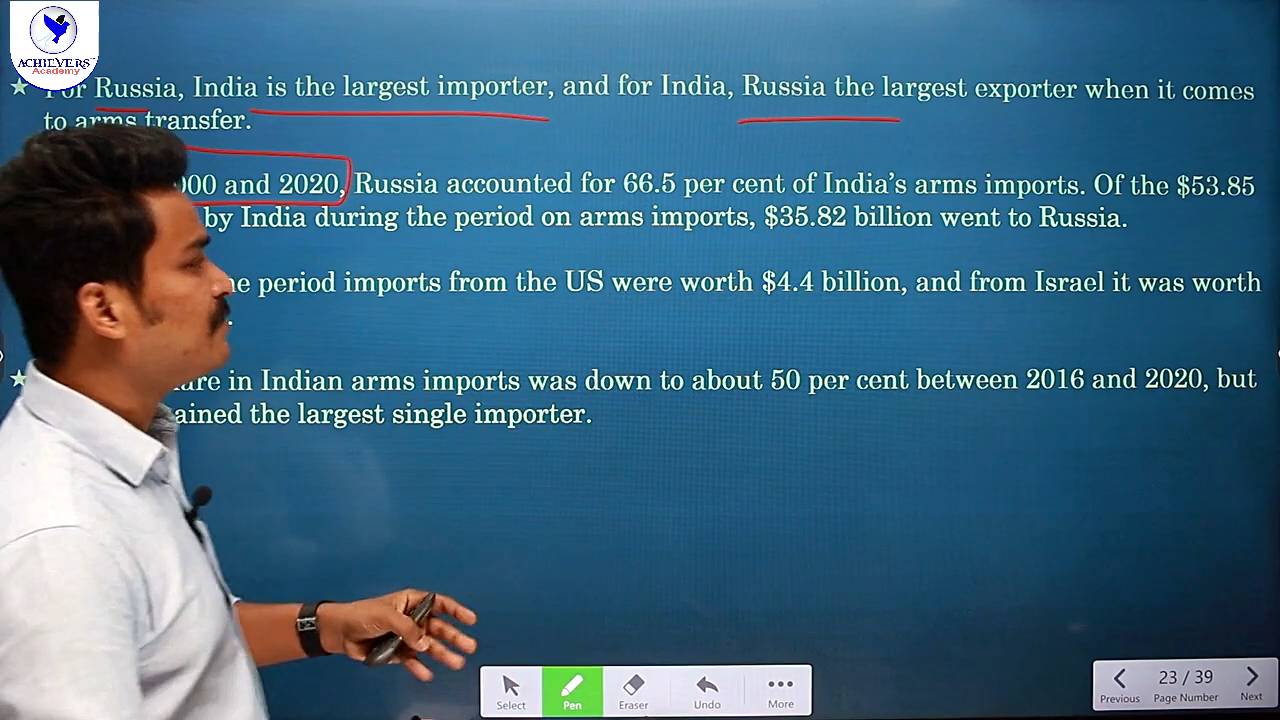 ACHIEVERS
Academy
For Russia, India is the largest importer, and for India, Russia the largest exporter when it comes
to arms transfer.
000 and 2020, Russia accounted for 66.5 per cent of India's arms imports. Of the $53.85
by India during the period on arms imports, $35.82 billion went to Russia.
period imports from the US were worth $4.4 billion, and from Israel it was worth
in Indian arms imports was down to about 50 per cent between 2016 and 2020, but
the largest single importer.
Select
Pen
Eraser
Undo
More
Previous
23 / 39
Page Number
Next